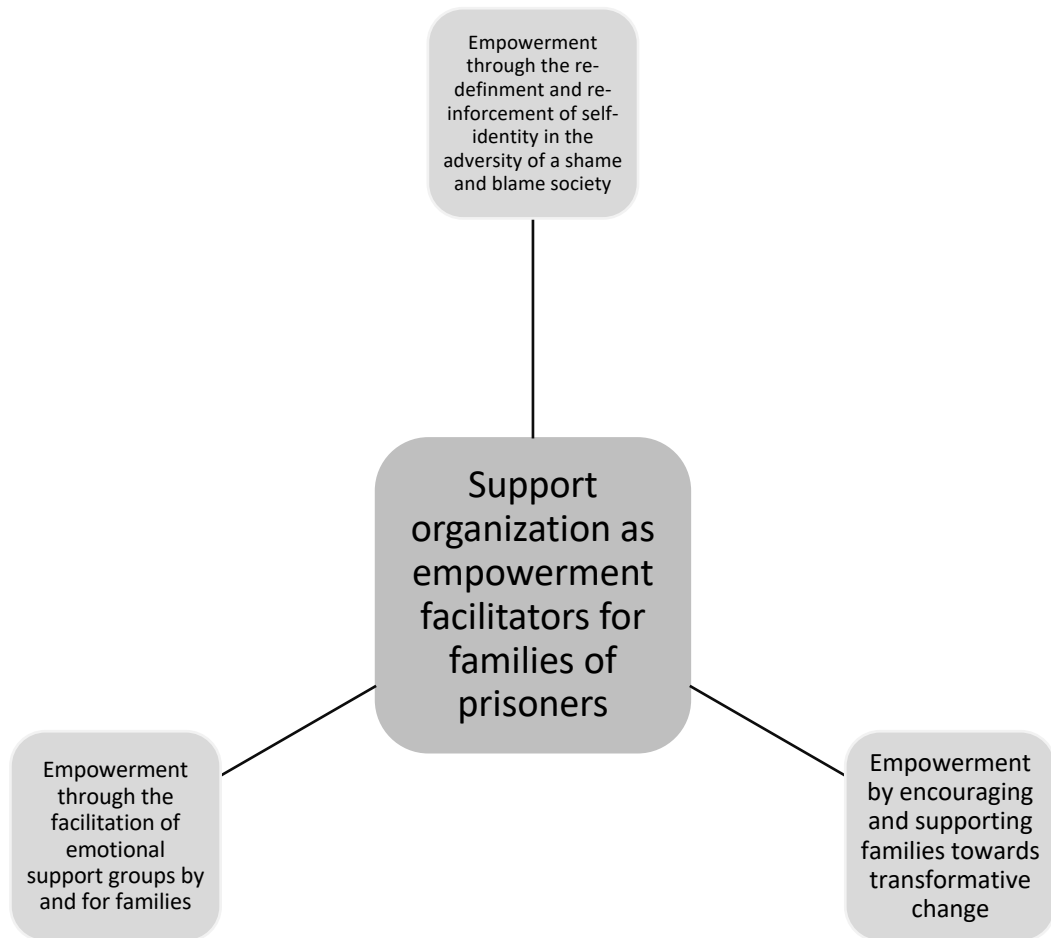 Empowerment
through the re-
definment and re-
inforcement of self-
identity in the
adversity of a shame
and blame society
Support
organization as
empowerment
facilitators for
families of
prisoners
Empowerment
through the
facilitation of
emotional
support groups by
and for families
Empowerment
by encouraging
and supporting
families towards
transformative
change